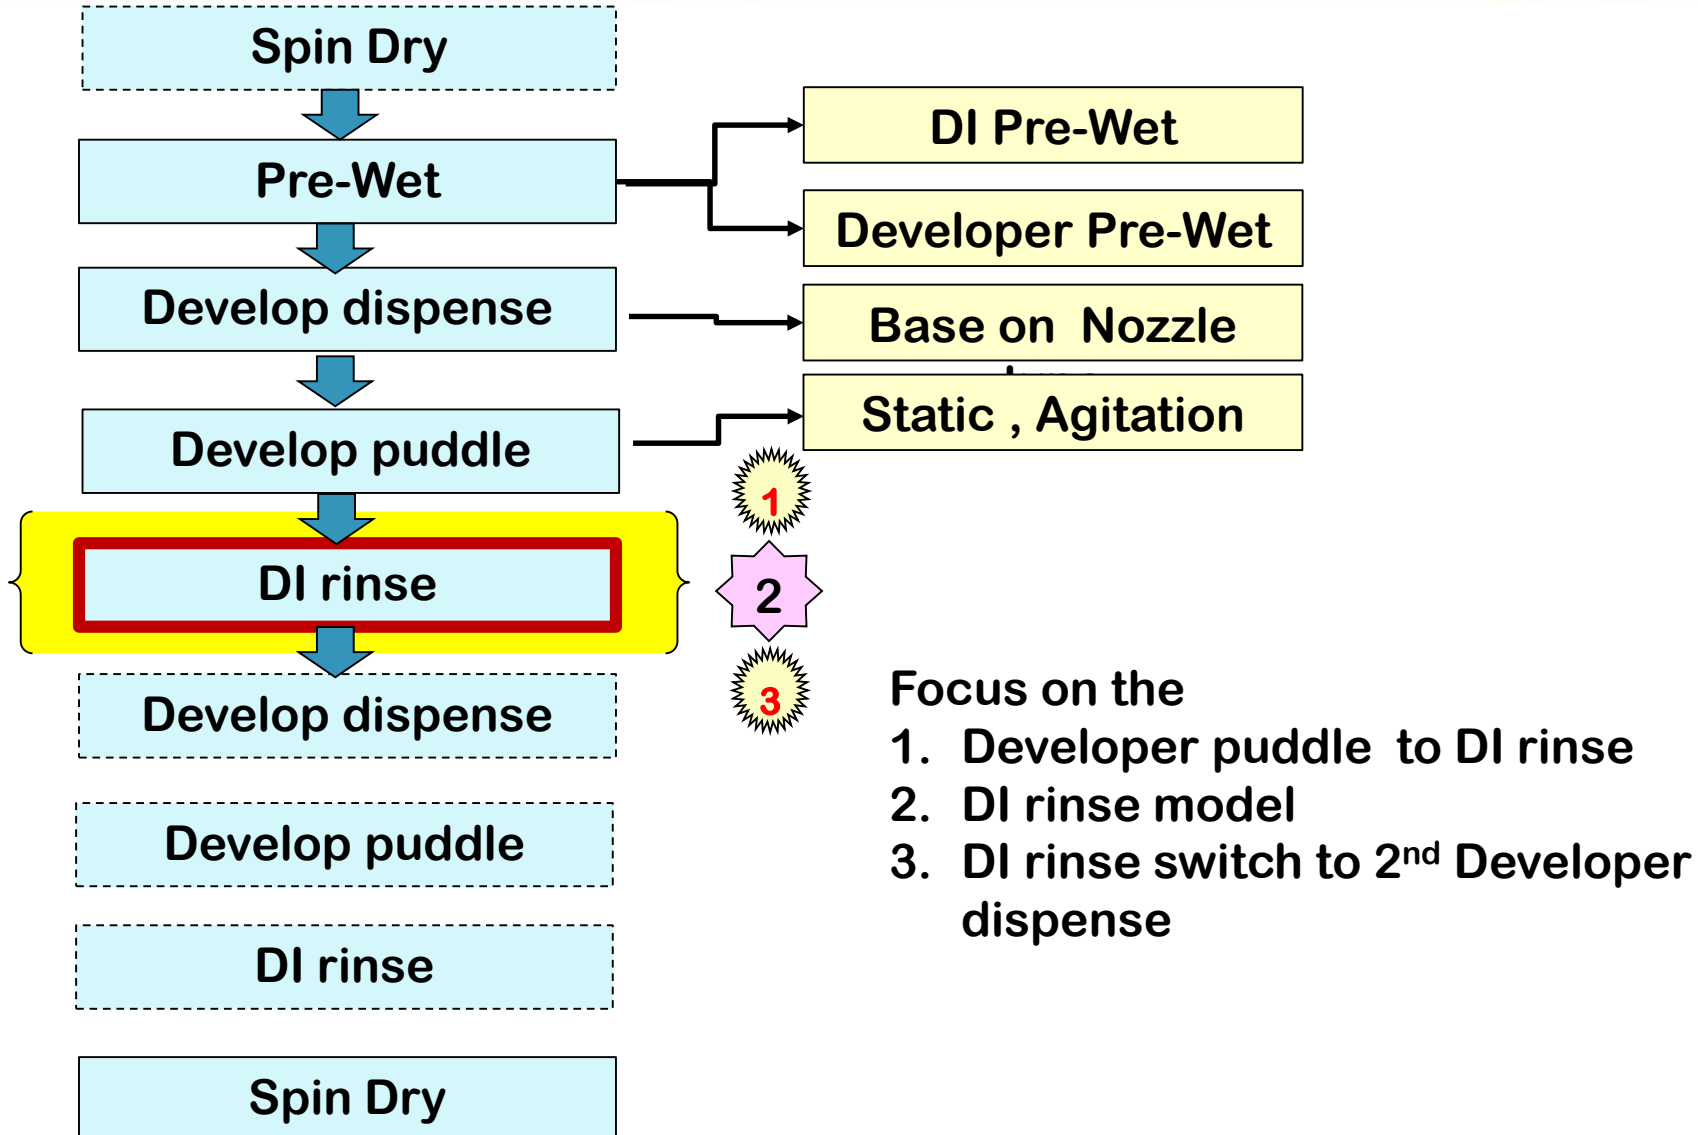 Spin Dry
Pre-Wet
DI Pre-Wet
Developer Pre-Wet
Develop dispense
Base on Nozzle
Develop puddle
Static , Agitation
1
DI rinse
2
3
Develop dispense
Develop puddle
DI rinse
Spin Dry
Focus on the
1. Developer puddle to DI rinse
2. DI rinse model
3. DI rinse switch to 2nd Developer
dispense